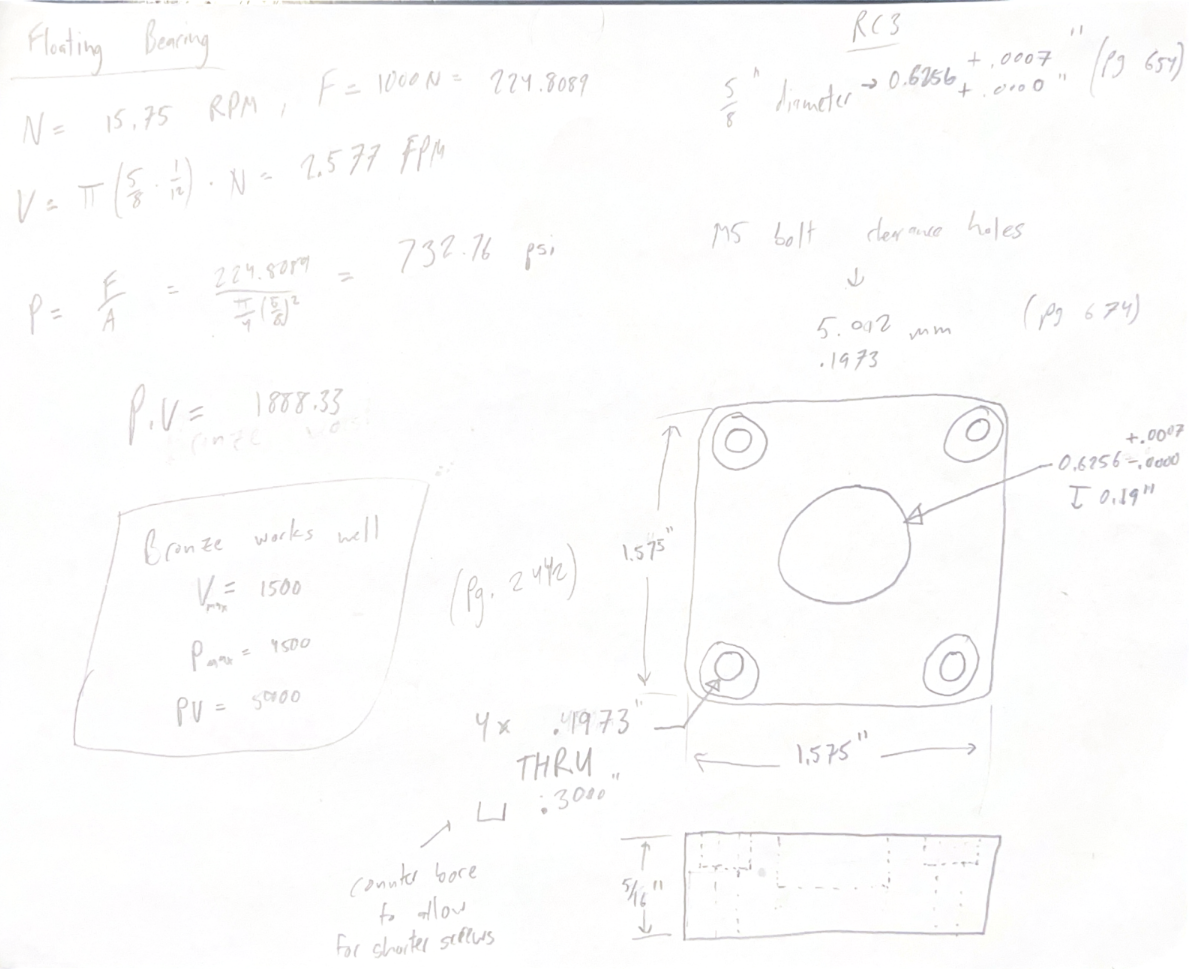 Floating Bearing
N = 15.75 RPM, F = 1000N = 224.8089
V = π (5/8 · 1/12) · N = 2.577 FPM
P = F/A = 224.8089 / (π/4 (5/8)²) = 732.76 psi
P.V = 1888.33
Bronze works well
Vmax = 1500
Pmax = 4500
PV = 50000
(Pg. 2442)
RC3
5/8" diameter → 0.6256 +.0007" +.0000" (Pg 654)
M5 bolt clearance holes
↓
5.012 mm (pg 674)
.1973
+.0007
0.6256 -.0000
↧ 0.19"
1.575"
1.575"
4x .1973"
THRU
⌴ .3000"
counter bore
to allow
for shorter screws
5/16"